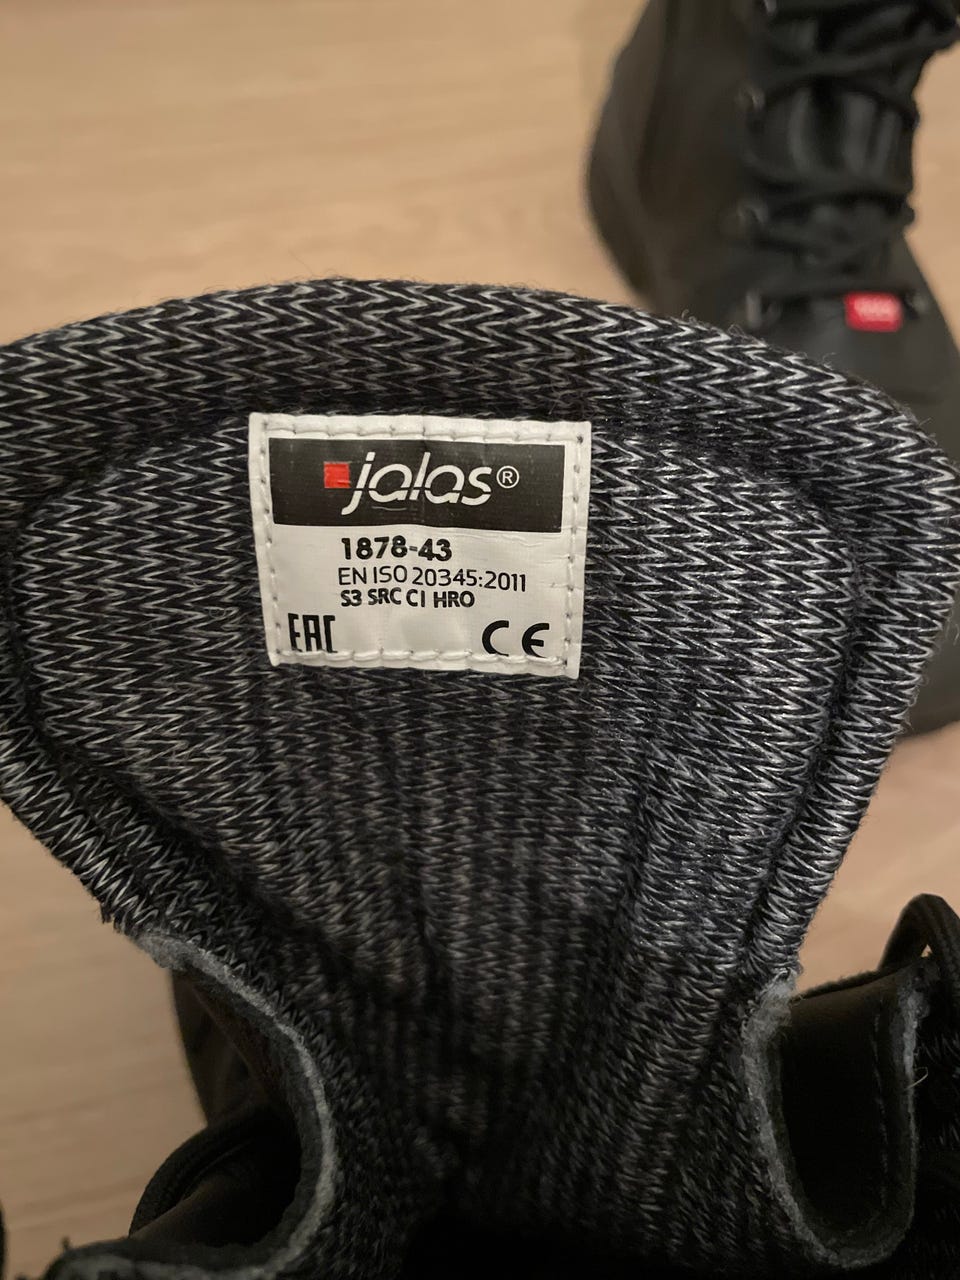 jalas®
1878-43
EN ISO 20345:2011
S3 SRC CI HRO
EAC CE